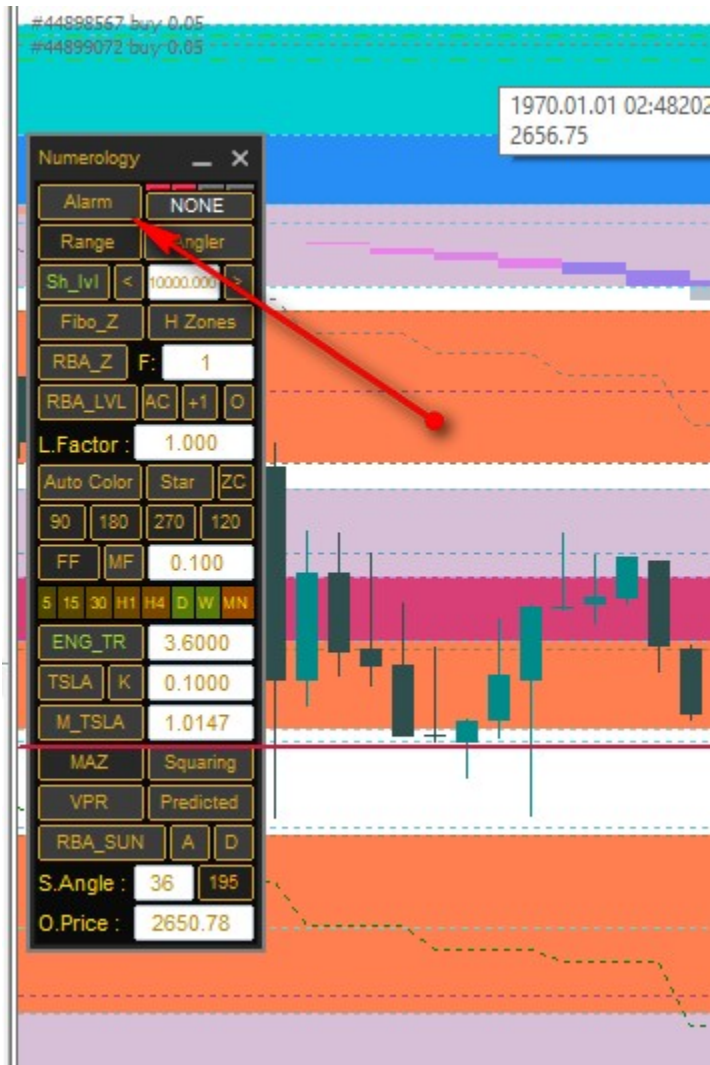 #44898567 buy 0.05
#44899072 buy 0.05
1970.01.01 02:48202
2656.75
Numerology
Alarm NONE
Range Angler
Sh_lvl < 10000.000 >
Fibo_Z H Zones
RBA_Z F: 1
RBA_LVL AC +1 O
L.Factor : 1.000
Auto Color Star ZC
90 180 270 120
FF MF 0.100
5 15 30 H1 H4 D W MN
ENG_TR 3.6000
TSLA K 0.1000
M_TSLA 1.0147
MAZ Squaring
VPR Predicted
RBA_SUN A D
S.Angle : 36 195
O.Price : 2650.78